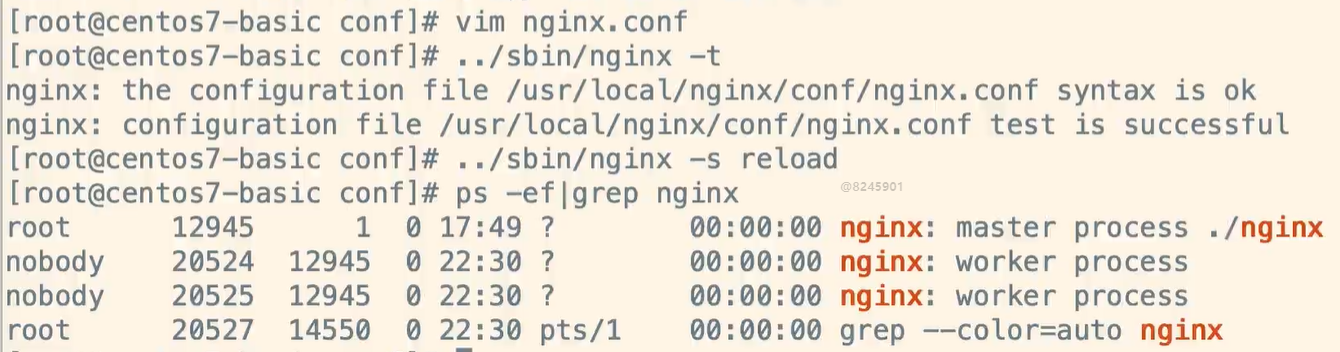 [root@centos7-basic conf]# vim nginx.conf
[root@centos7-basic conf]# ../sbin/nginx -t
nginx: the configuration file /usr/local/nginx/conf/nginx.conf syntax is ok
nginx: configuration file /usr/local/nginx/conf/nginx.conf test is successful
[root@centos7-basic conf]# ../sbin/nginx -s reload
[root@centos7-basic conf]# ps -ef|grep nginx
@8245901
root      12945      1  0 17:49 ?        00:00:00 nginx: master process ./nginx
nobody    20524  12945  0 22:30 ?        00:00:00 nginx: worker process
nobody    20525  12945  0 22:30 ?        00:00:00 nginx: worker process
root      20527  14550  0 22:30 pts/1    00:00:00 grep --color=auto nginx